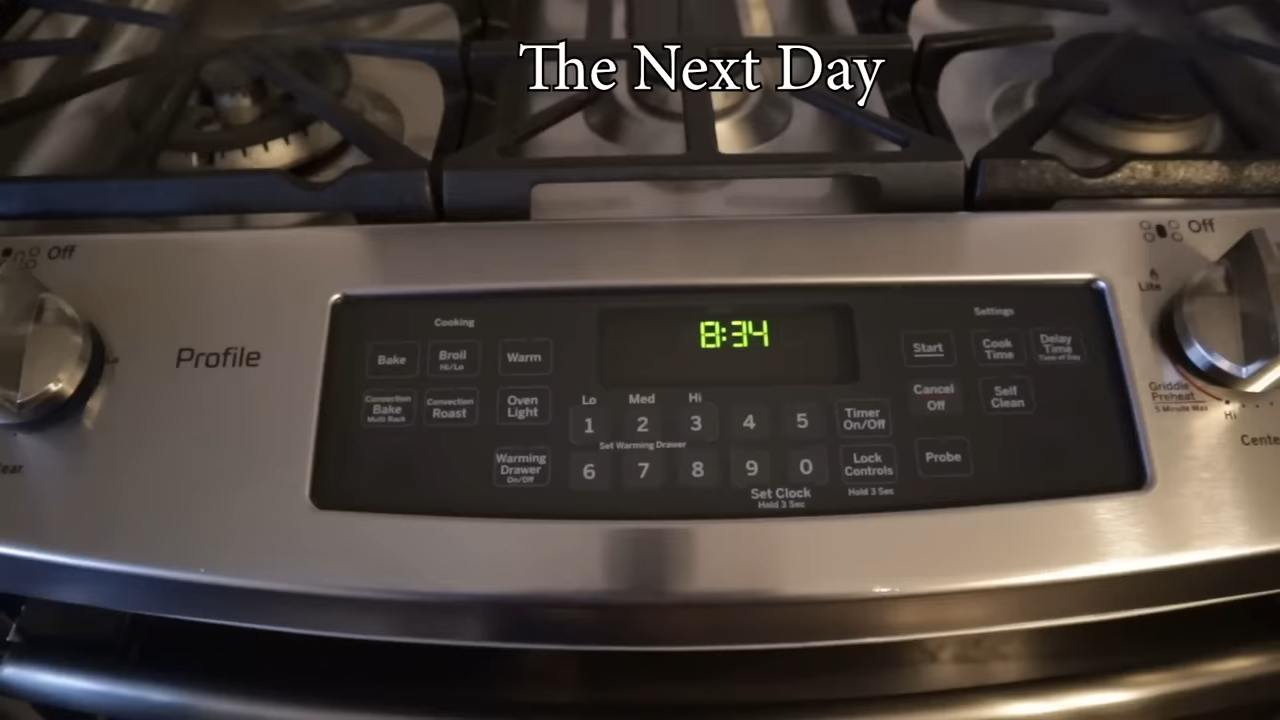 The Next Day
Off
Off
Lite
Profile
Cooking
Bake
Broil
Hi/Lo
Warm
Convection
Bake
Multi Rack
Convection
Roast
Oven
Light
Warming
Drawer
On/Off
8:34
Lo Med Hi
1 2 3 4 5
Set Warming Drawer
6 7 8 9 0
Set Clock
Hold 3 Sec
Timer
On/Off
Lock
Controls
Hold 3 Sec
Settings
Start
Cook
Time
Delay
Time
Time of Day
Cancel
Off
Self
Clean
Probe
Griddle
Preheat
5 Minute Max
Hi